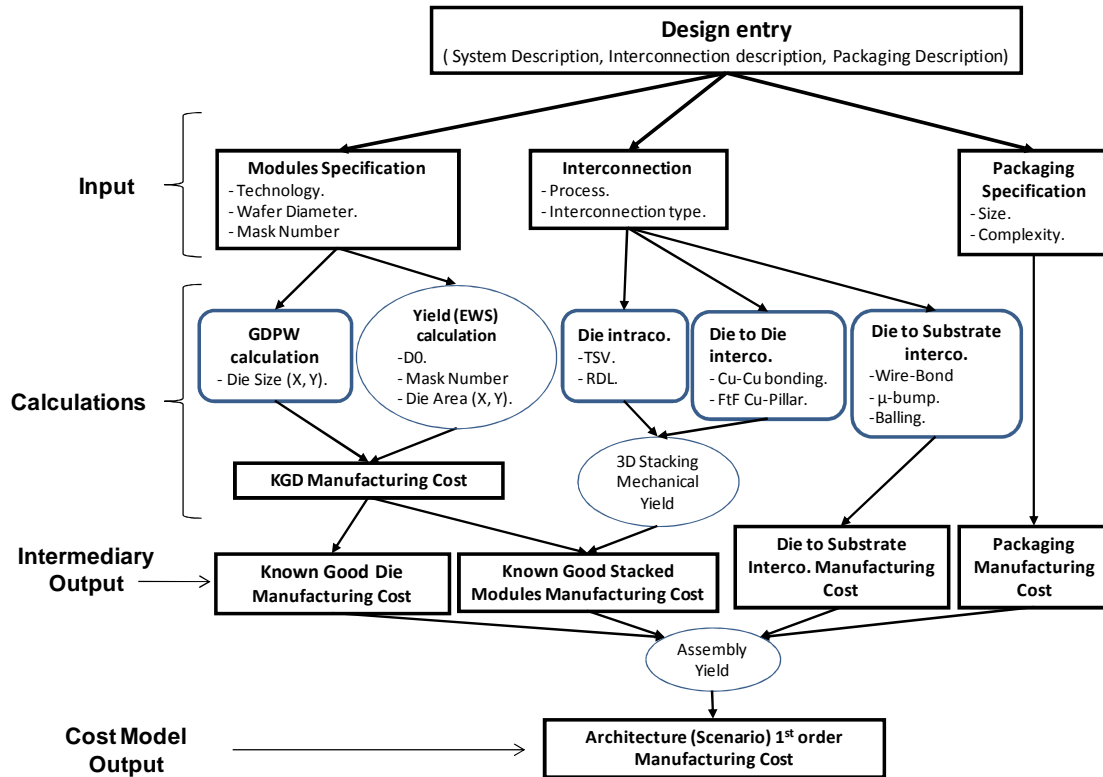 Design entry
( System Description, Interconnection description, Packaging Description)
Input
Modules Specification
- Technology.
- Wafer Diameter.
- Mask Number
Interconnection
- Process.
- Interconnection type.
Packaging
Specification
- Size.
- Complexity.
Calculations
GDPW
calculation
- Die Size (X, Y).
Yield (EWS)
calculation
-D0.
- Mask Number
- Die Area (X, Y).
Die intraco.
-TSV.
- RDL.
Die to Die
interco.
- Cu-Cu bonding.
- FtF Cu-Pillar.
Die to Substrate
interco.
-Wire-Bond
- μ-bump.
- Balling.
KGD Manufacturing Cost
3D Stacking
Mechanical
Yield
Intermediary
Output
Known Good Die
Manufacturing Cost
Known Good Stacked
Modules Manufacturing Cost
Die to Substrate
Interco. Manufacturing
Cost
Packaging
Manufacturing
Cost
Assembly
Yield
Cost Model
Output
Architecture (Scenario) 1st order
Manufacturing Cost